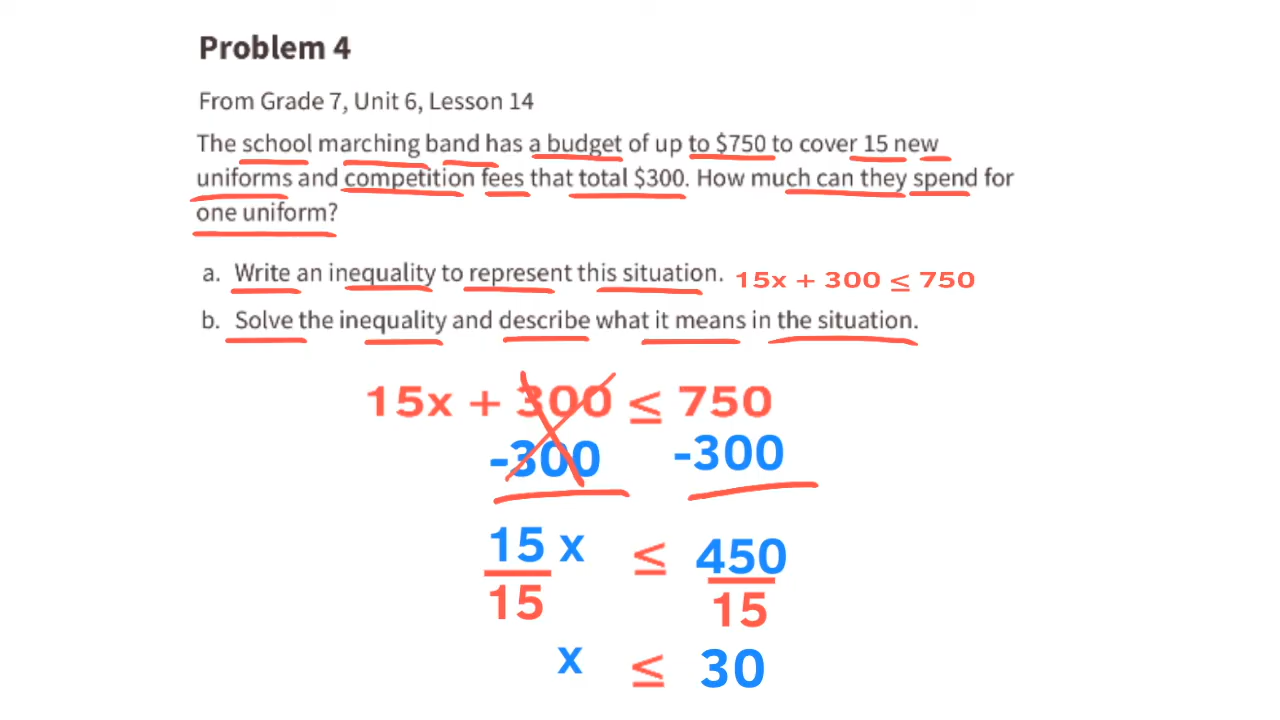 Problem 4
From Grade 7, Unit 6, Lesson 14
The school marching band has a budget of up to $750 to cover 15 new
uniforms and competition fees that total $300. How much can they spend for
one uniform?
a. Write an inequality to represent this situation. 15x + 300 ≤ 750
b. Solve the inequality and describe what it means in the situation.
15x + 300 ≤ 750
-300 -300
15 x ≤ 450
15 15
x ≤ 30